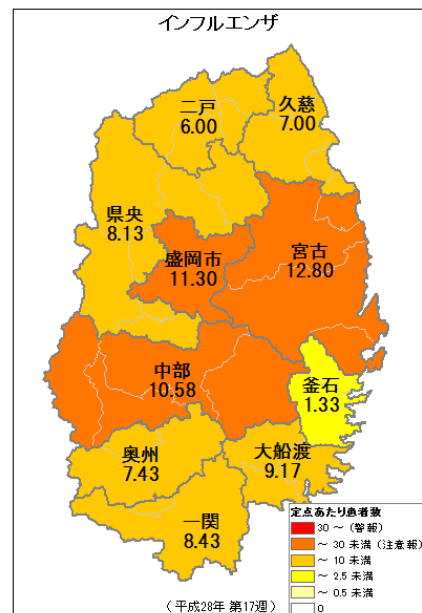 インフルエンザ
二戸
6.00
久慈
7.00
県央
8.13
盛岡市
11.30
宮古
12.80
中部
10.58
釜石
1.33
奥州
7.43
大船渡
9.17
一関
8.43
定点あたり患者数
30 ～ (警報)
～ 30 未満 (注意報)
～ 10 未満
～ 2.5 未満
～ 0.5 未満
0
(平成28年 第17週)